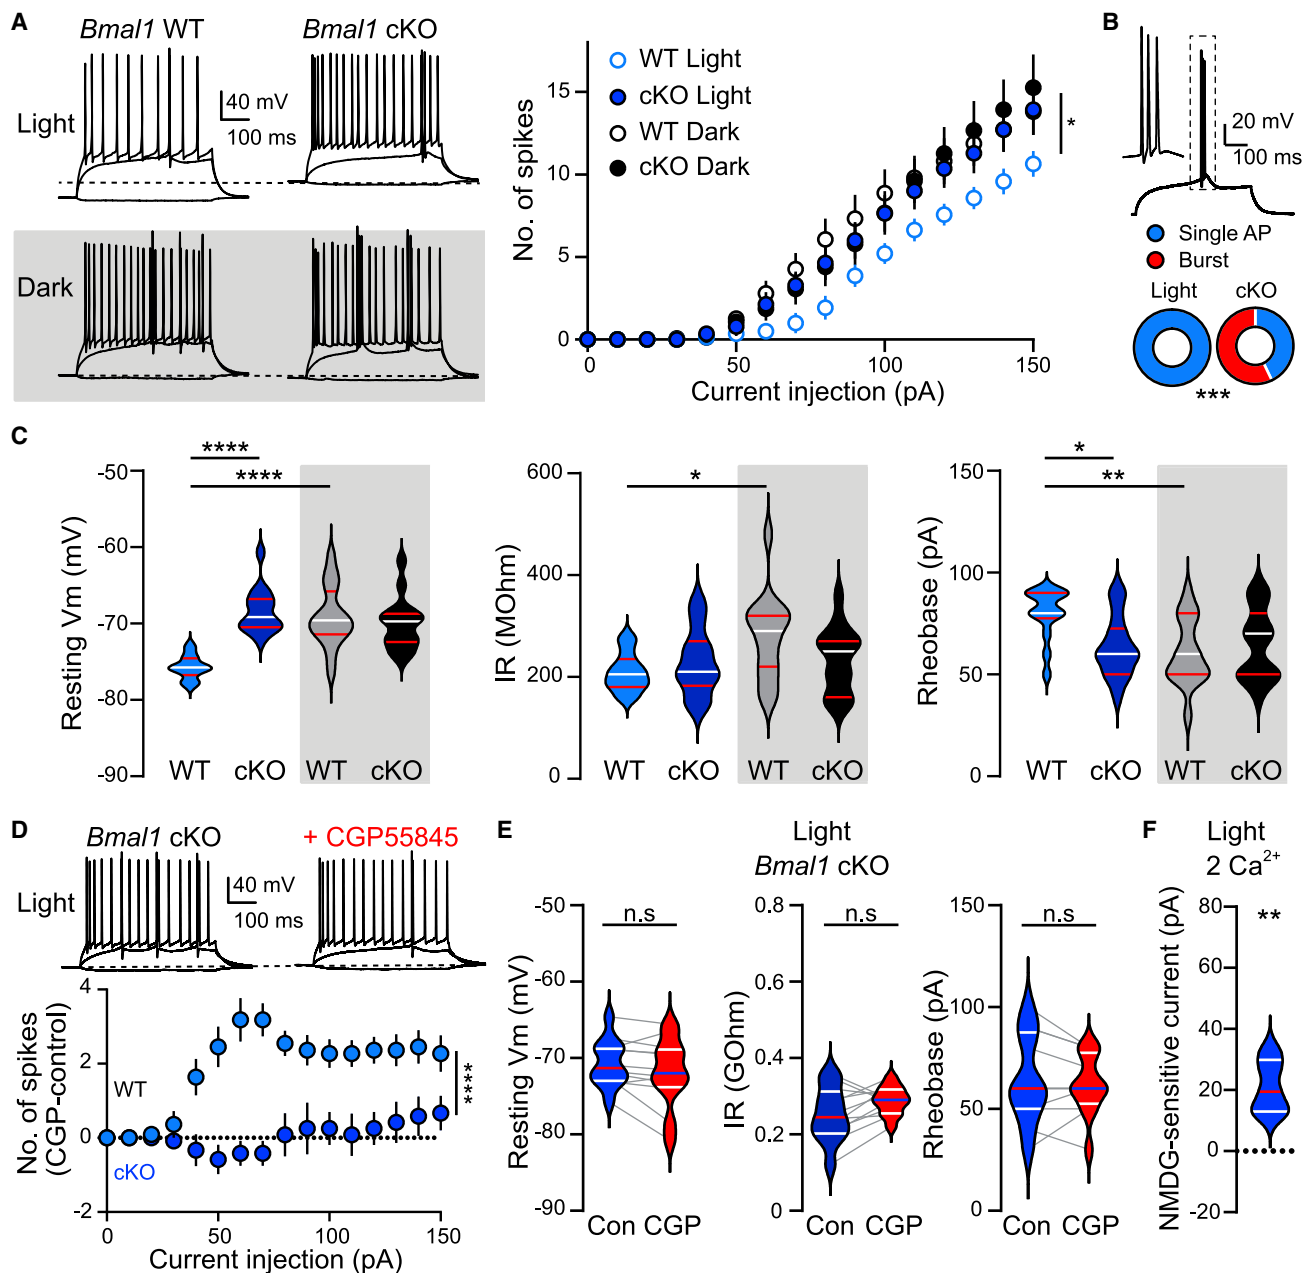 A
Bmal1 WT
Bmal1 cKO
Light
40 mV
100 ms
Dark
No. of spikes
15
10
5
0
WT Light
cKO Light
WT Dark
cKO Dark
*
0
50
100
150
Current injection (pA)
B
20 mV
100 ms
Single AP
Burst
Light
cKO
***
C
Resting Vm (mV)
-50
-60
-70
-80
-90
****
****
WT
cKO
WT
cKO
IR (MOhm)
600
400
200
0
*
WT
cKO
WT
cKO
Rheobase (pA)
150
100
50
0
*
**
WT
cKO
WT
cKO
D
Bmal1 cKO
+ CGP55845
Light
40 mV
100 ms
No. of spikes
(CGP-control)
4
2
0
-2
WT
cKO
****
0
50
100
150
Current injection (pA)
E
Light
Bmal1 cKO
Resting Vm (mV)
-50
-60
-70
-80
-90
n.s
Con
CGP
IR (GOhm)
0.8
0.6
0.4
0.2
0
n.s
Con
CGP
Rheobase (pA)
150
100
50
0
n.s
Con
CGP
F
Light
2 Ca²⁺
NMDG-sensitive current (pA)
80
60
40
20
0
-20
**